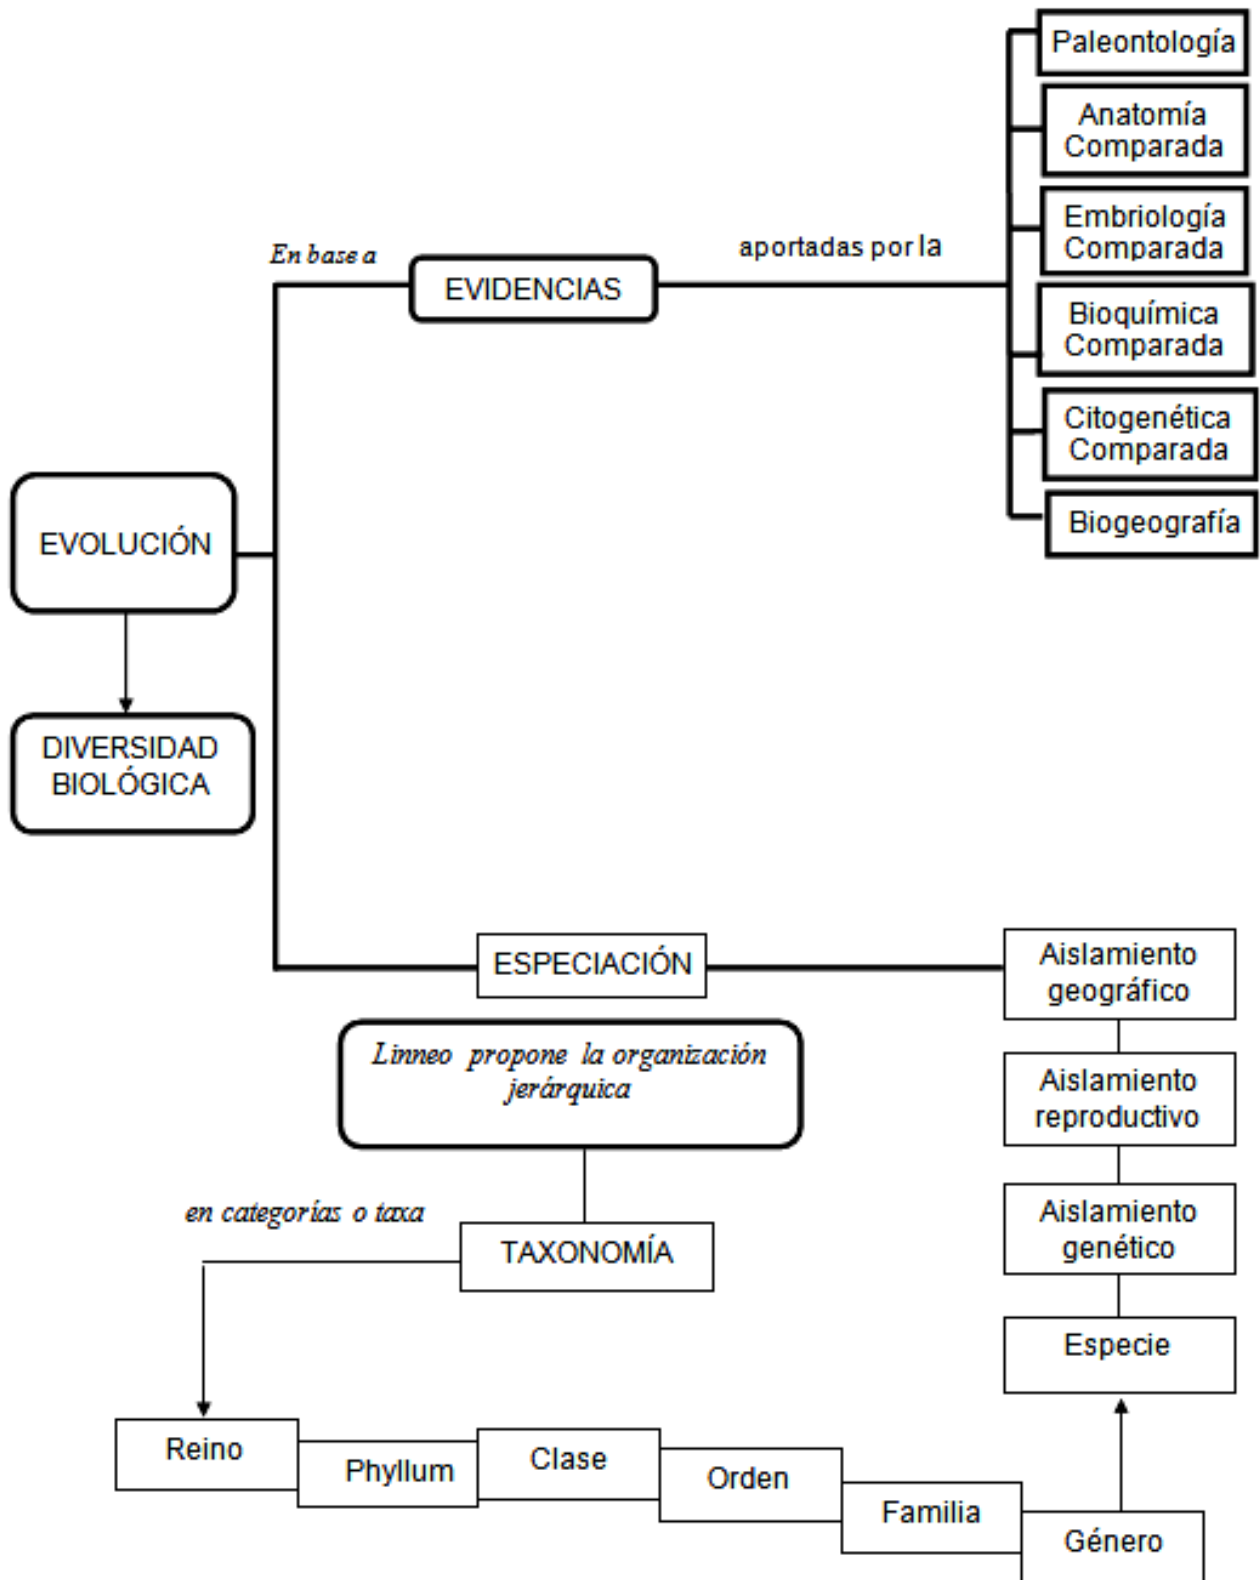 Paleontología
Anatomía
Comparada
Embriología
Comparada
En base a
aportadas por la
EVIDENCIAS
Bioquímica
Comparada
Citogenética
Comparada
Biogeografía
EVOLUCIÓN
DIVERSIDAD
BIOLÓGICA
ESPECIACIÓN
Aislamiento
geográfico
Linneo propone la organización
jerárquica
Aislamiento
reproductivo
en categorías o taxa
TAXONOMÍA
Aislamiento
genético
Especie
Reino
Phyllum
Clase
Orden
Familia
Género